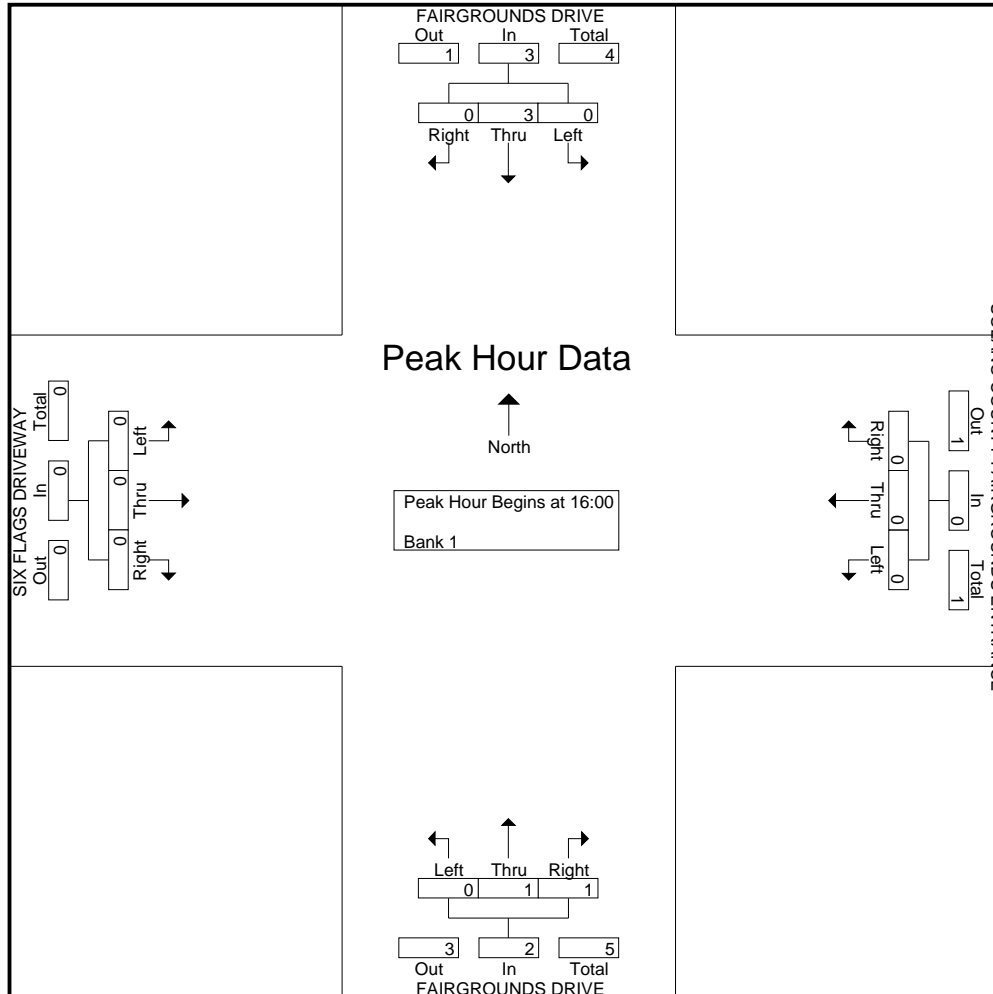 FAIRGROUNDS DRIVE
Out In Total
1 3 4
0 3 0
Right Thru Left
Peak Hour Data
North
Peak Hour Begins at 16:00
Bank 1
SIX FLAGS DRIVEWAY
Out In Total
0 0 0
0 0 0
Right Thru Left
Out In Total
1 0 1
0 0 0
Right Thru Left
Left Thru Right
0 1 1
3 2 5
Out In Total
FAIRGROUNDS DRIVE